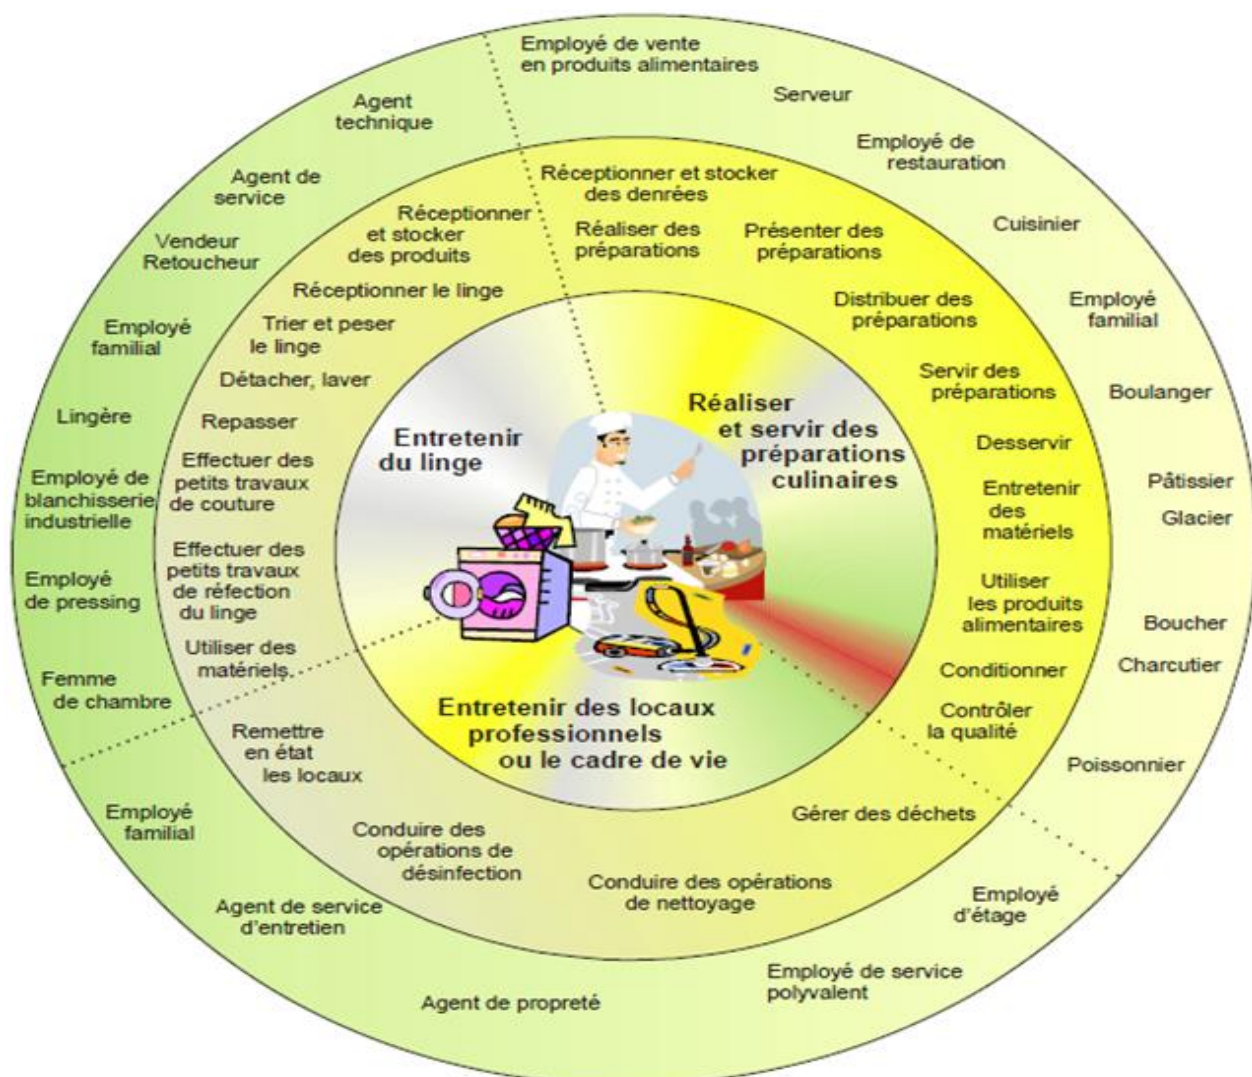 Employé de vente
en produits alimentaires
Serveur
Employé de
restauration
Cuisinier
Employé
familial
Boulanger
Pâtissier
Glacier
Boucher
Charcutier
Poissonnier
Réceptionner et stocker
des denrées
Réaliser des
préparations
Présenter des
préparations
Distribuer des
préparations
Servir des
préparations
Desservir
Entretenir
des
matériels
Utiliser
les produits
alimentaires
Conditionner
Contrôler
la qualité
Réaliser
et servir des
préparations
culinaires
Agent
technique
Agent de
service
Vendeur
Retoucheur
Employé
familial
Lingère
Employé de
blanchisserie
industrielle
Employé
de pressing
Femme
de chambre
Réceptionner
et stocker
des produits
Réceptionner le linge
Trier et peser
le linge
Détacher, laver
Repasser
Effectuer des
petits travaux
de couture
Effectuer des
petits travaux
de réfection
du linge
Utiliser des
matériels.
Entretenir
du linge
Entretenir des locaux
professionnels
ou le cadre de vie
Remettre
en état
les locaux
Conduire des
opérations de
désinfection
Conduire des opérations
de nettoyage
Gérer des déchets
Employé
familial
Agent de service
d'entretien
Agent de propreté
Employé de service
polyvalent
Employé
d'étage